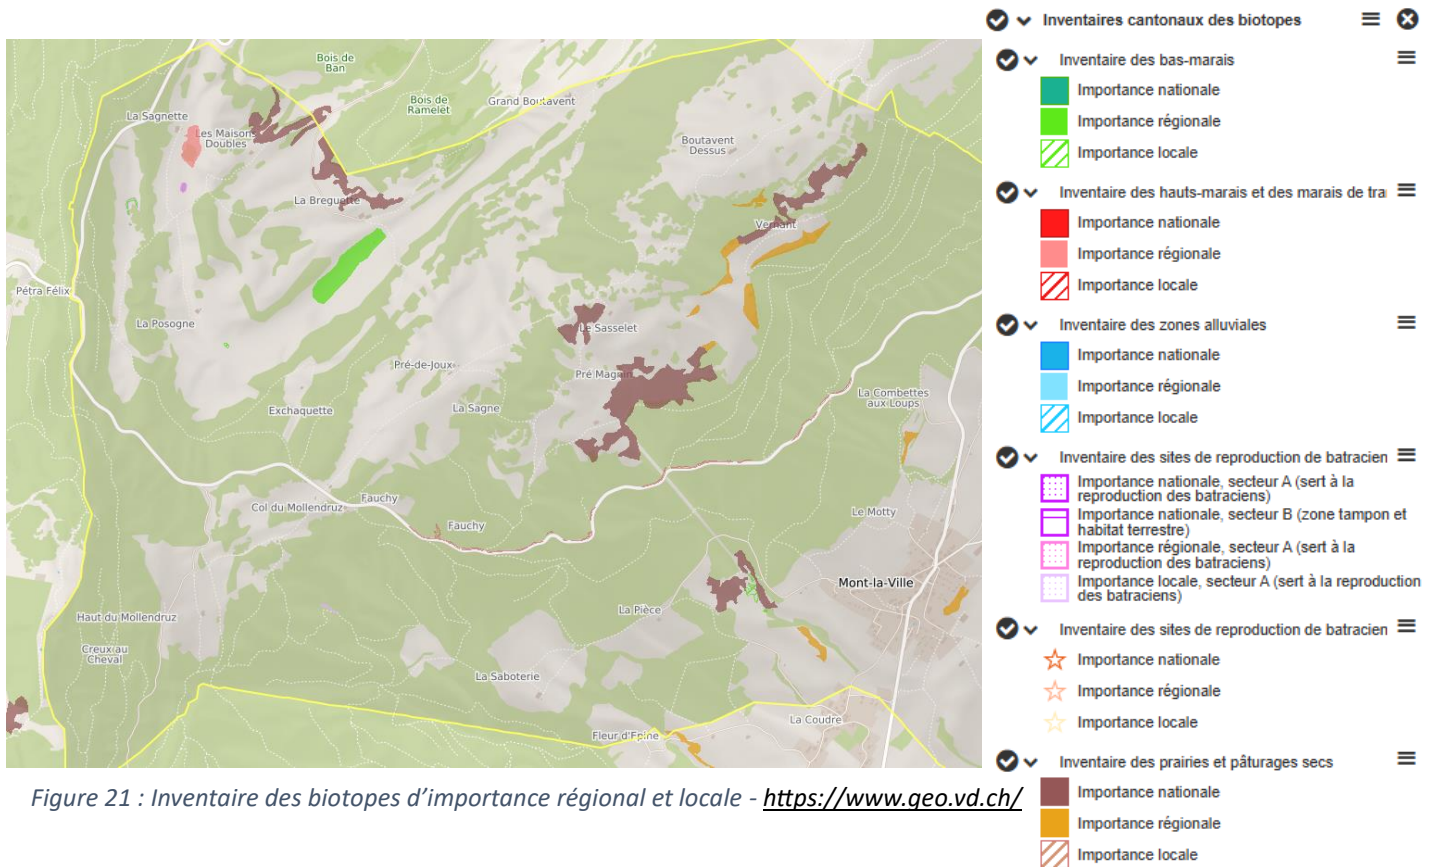 Bois de
Ban
Bois de
Ramelet
Grand Boutavent
La Sagnette
Les Maisons
Doubles
Boutavent
Dessus
La Breguette
Vernant
Pétra Félix
La Posogne
Le Sasselet
Pré-de-Joux
Pré Magnin
La Combettes
aux Loups
Exchaquette
La Sagne
Fauchy
Col du Mollendruz
Fauchy
Le Motty
Mont-la-Ville
La Pièce
Haut du Mollendruz
Creux au
Cheval
La Saboterie
La Coudre
Fleur d'Epine
Inventaires cantonaux des biotopes
Inventaire des bas-marais
Importance nationale
Importance régionale
Importance locale
Inventaire des hauts-marais et des marais de tra
Importance nationale
Importance régionale
Importance locale
Inventaire des zones alluviales
Importance nationale
Importance régionale
Importance locale
Inventaire des sites de reproduction de batracien
Importance nationale, secteur A (sert à la
reproduction des batraciens)
Importance nationale, secteur B (zone tampon et
habitat terrestre)
Importance régionale, secteur A (sert à la
reproduction des batraciens)
Importance locale, secteur A (sert à la reproduction
des batraciens)
Inventaire des sites de reproduction de batracien
Importance nationale
Importance régionale
Importance locale
Inventaire des prairies et pâturages secs
Importance nationale
Importance régionale
Importance locale
Figure 21 : Inventaire des biotopes d'importance régional et locale - https://www.geo.vd.ch/